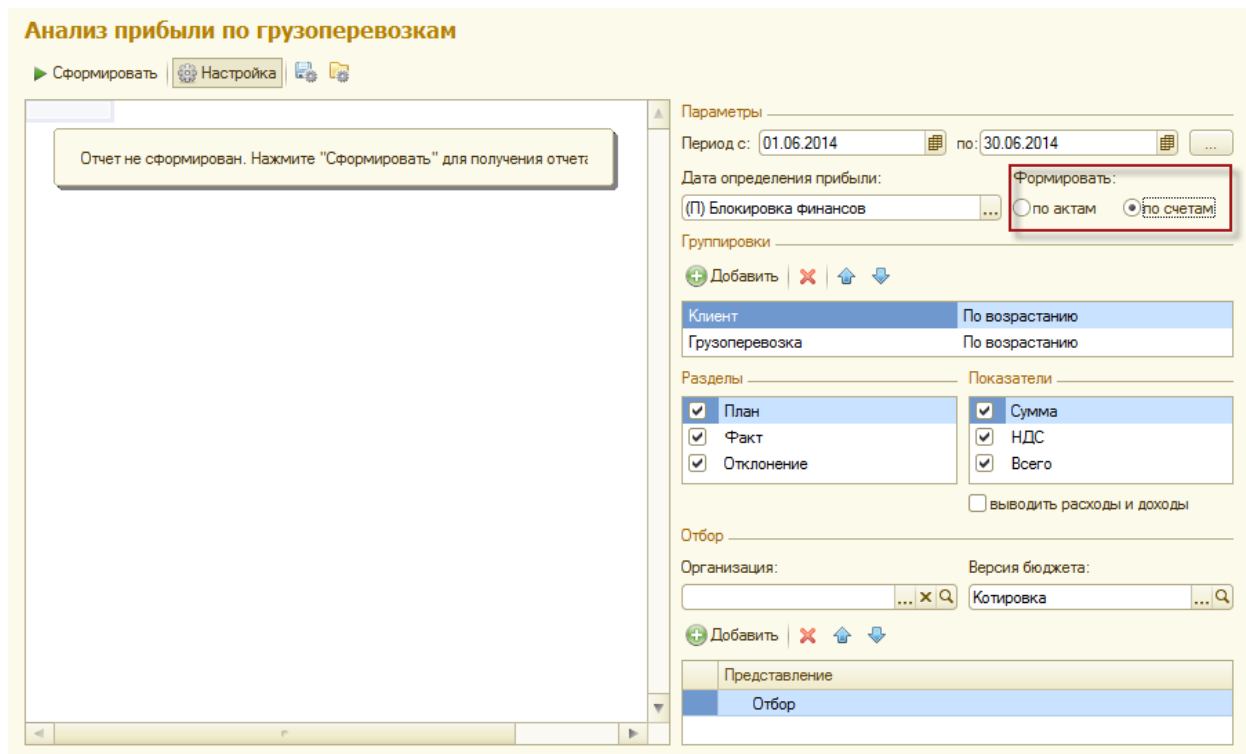 Анализ прибыли по грузоперевозкам
Сформировать Настройка
Отчет не сформирован. Нажмите "Сформировать" для получения отчета
Параметры
Период с: 01.06.2014 по: 30.06.2014 ...
Дата определения прибыли: Формировать:
(П) Блокировка финансов ... по актам по счетам
Группировки
Добавить
Клиент По возрастанию
Грузоперевозка По возрастанию
Разделы Показатели
План Сумма
Факт НДС
Отклонение Всего
выводить расходы и доходы
Отбор
Организация: Версия бюджета:
... Котировка ...
Добавить
Представление
Отбор